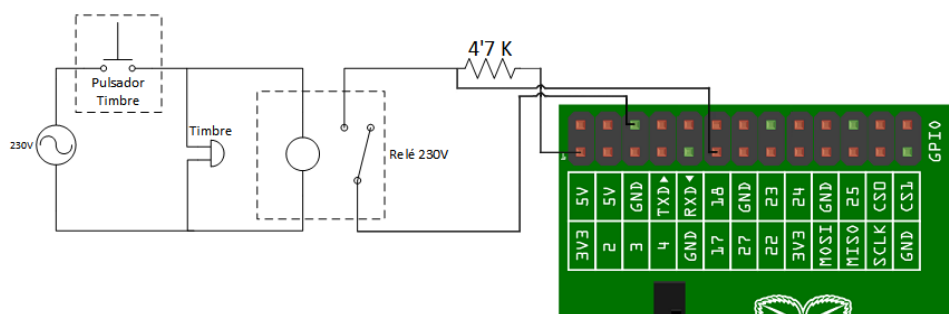 4'7 K
Pulsador
Timbre
230V
Timbre
Relé 230V
GPIO
5V 5V GND TXD RXD 18 GND 23 24 GND 25 CS0 CS1
3V3 2 3 4 GND 17 27 22 3V3 MOSI MISO SCLK GND